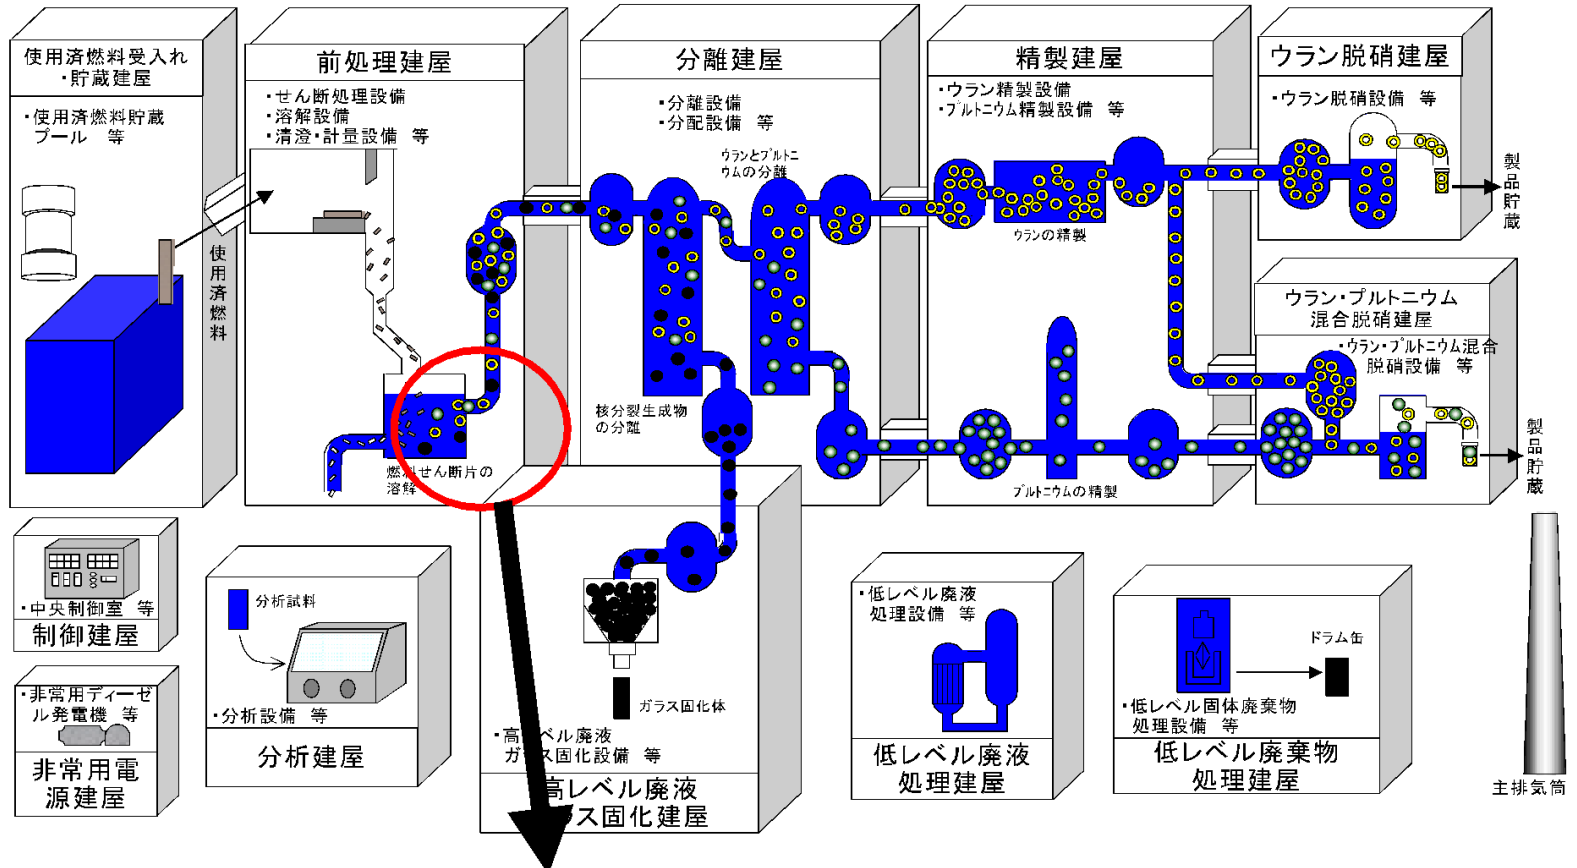 使用済燃料受入れ
・貯蔵建屋
・使用済燃料貯蔵
プール 等
使用済燃料
前処理建屋
・せん断処理設備
・溶解設備
・清澄・計量設備 等
燃料せん断片の
溶解
分離建屋
・分離設備
・分配設備 等
ウランとプルトニ
ウムの分離
核分裂生成物
の分離
精製建屋
・ウラン精製設備
・プルトニウム精製設備 等
ウランの精製
プルトニウムの精製
ウラン脱硝建屋
・ウラン脱硝設備 等
製品貯蔵
ウラン・プルトニウム
混合脱硝建屋
・ウラン・プルトニウム混合
脱硝設備 等
製品貯蔵
・中央制御室 等
制御建屋
・非常用ディーゼ
ル発電機 等
非常用電
源建屋
分析試料
・分析設備 等
分析建屋
ガラス固化体
・高レベル廃液
ガラス固化設備 等
高レベル廃液
ラス固化建屋
・低レベル廃液
処理設備 等
低レベル廃液
処理建屋
ドラム缶
・低レベル固体廃棄物
処理設備 等
低レベル廃棄物
処理建屋
主排気筒